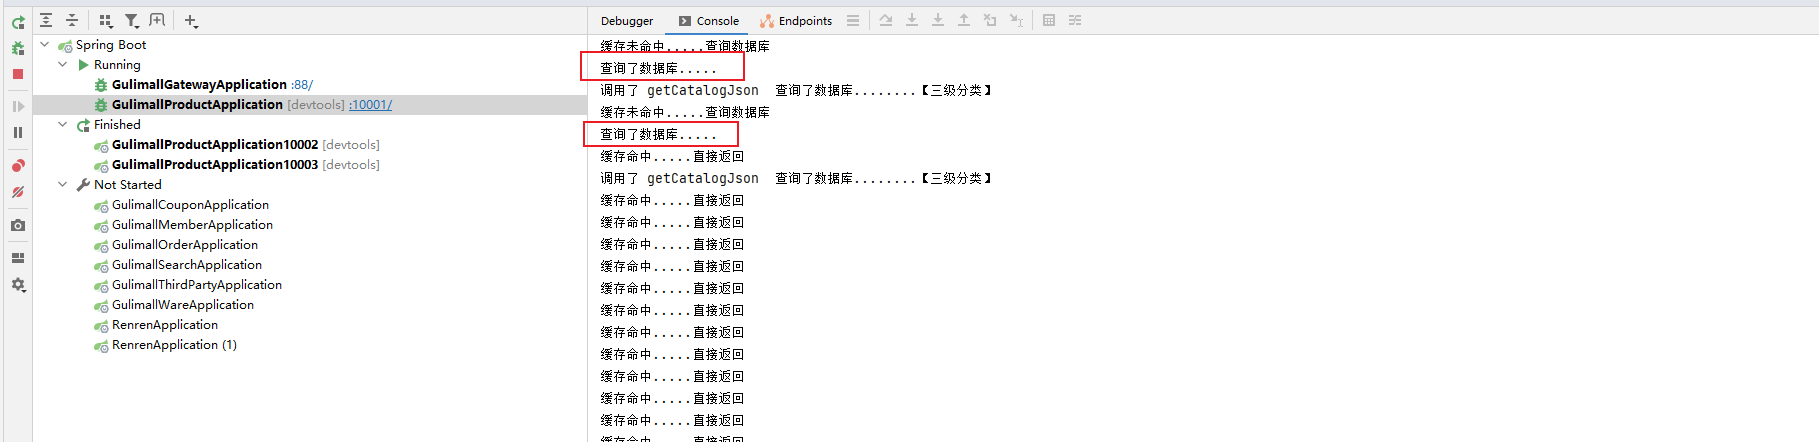 Debugger Console Endpoints
Spring Boot
Running
GulimallGatewayApplication :88/
GulimallProductApplication [devtools] :10001/
Finished
GulimallProductApplication10002 [devtools]
GulimallProductApplication10003 [devtools]
Not Started
GulimallCouponApplication
GulimallMemberApplication
GulimallOrderApplication
GulimallSearchApplication
GulimallThirdPartyApplication
GulimallWareApplication
RenrenApplication
RenrenApplication (1)
缓存未命中.....查询数据库
查询了数据库.....
调用了 getCatalogJson  查询了数据库........【三级分类】
缓存未命中.....查询数据库
查询了数据库.....
缓存命中.....直接返回
调用了 getCatalogJson  查询了数据库........【三级分类】
缓存命中.....直接返回
缓存命中.....直接返回
缓存命中.....直接返回
缓存命中.....直接返回
缓存命中.....直接返回
缓存命中.....直接返回
缓存命中.....直接返回
缓存命中.....直接返回
缓存命中.....直接返回
缓存命中.....直接返回
缓存命中.....直接返回
缓存命中.....直接返回